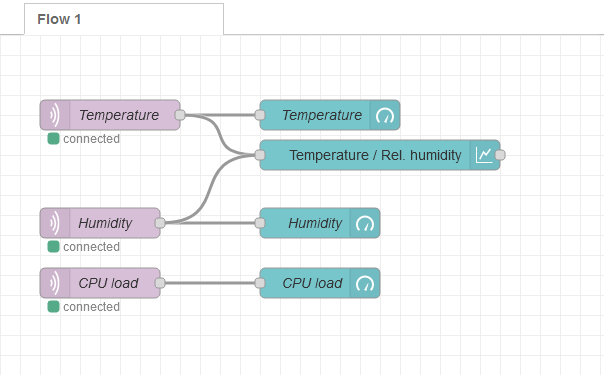 Flow 1
Temperature
Temperature
connected
Temperature / Rel. humidity
Humidity
Humidity
connected
CPU load
CPU load
connected